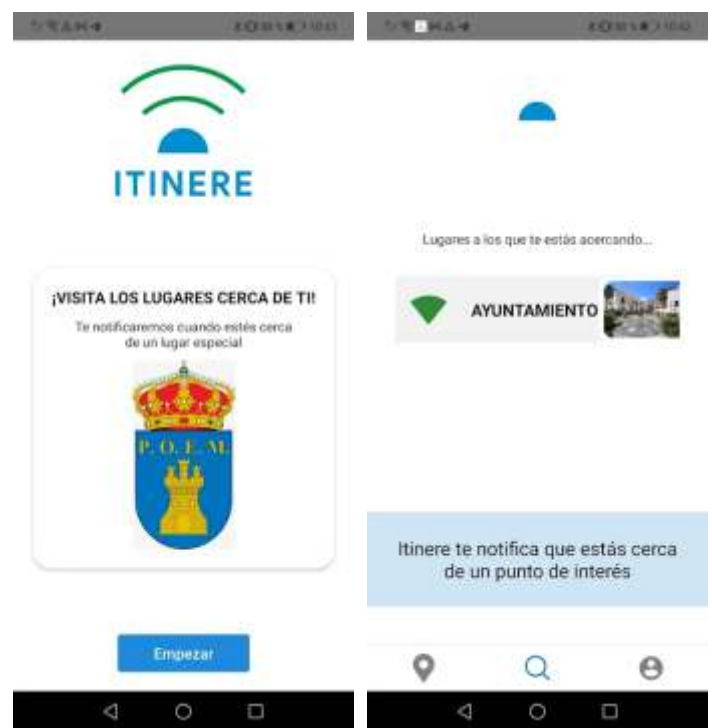 ITINERE
¡VISITA LOS LUGARES CERCA DE TI!
Te notificaremos cuando estés cerca
de un lugar especial
P. O. E. M.
Empezar
Lugares a los que te estás acercando...
AYUNTAMIENTO
Itinere te notifica que estás cerca
de un punto de interés